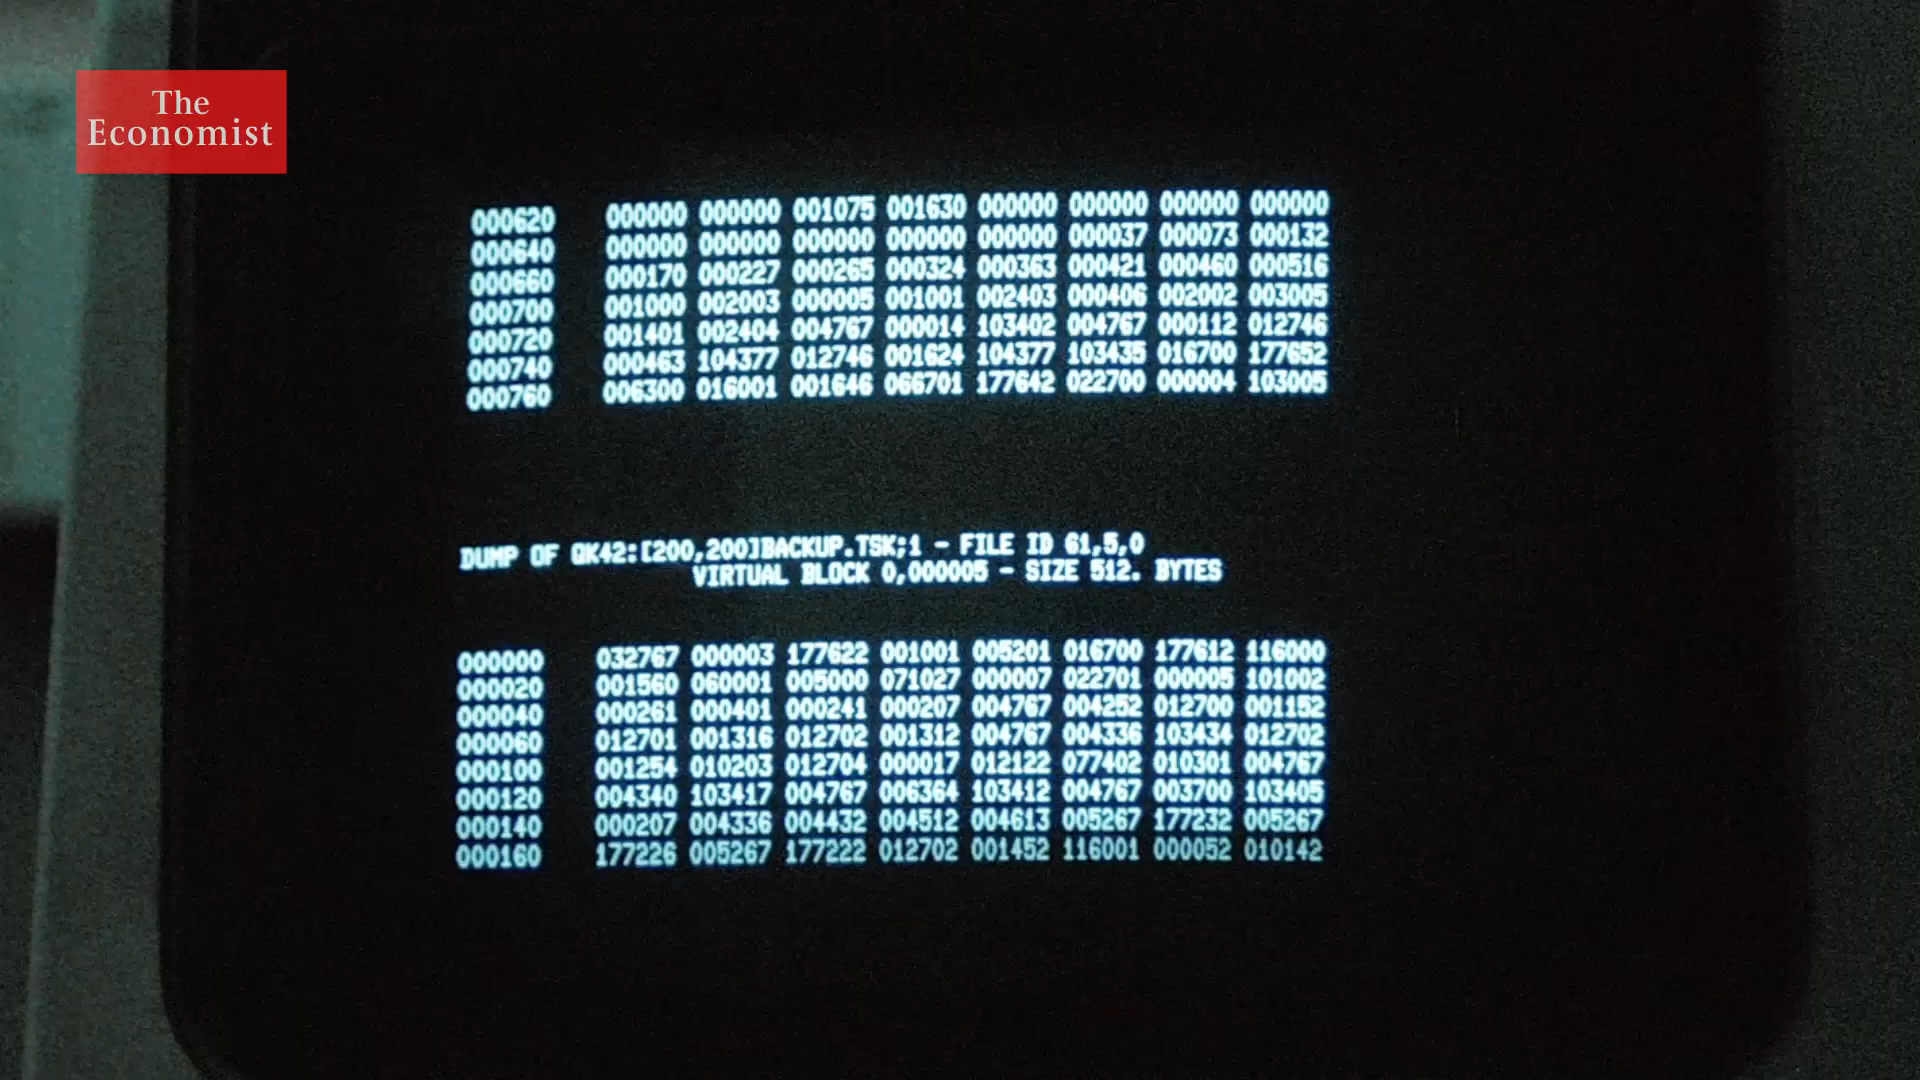 The
Economist
000620 000000 000000 001075 001630 000000 000000 000000 000000
000640 000000 000000 000000 000000 000000 000037 000073 000132
000660 000170 000227 000265 000324 000363 000421 000460 000516
000700 001000 002003 000005 001001 002403 000406 002002 003005
000720 001401 002404 004767 000014 103402 004767 000112 012746
000740 000463 104377 012746 001624 104377 103435 016700 177652
000760 006300 016001 001646 066701 177642 022700 000004 103005
DUMP OF QK42:[200,200]BACKUP.TSK;1 - FILE ID 61,5,0
VIRTUAL BLOCK 0,000005 - SIZE 512. BYTES
000000 032767 000003 177622 001001 005201 016700 177612 116000
000020 001560 060001 005000 071027 000007 022701 000005 101002
000040 000261 000401 000241 000207 004767 004252 012700 001152
000060 012701 001316 012702 001312 004767 004336 103434 012702
000100 001254 010203 012704 000017 012122 077402 010301 004767
000120 004340 103417 004767 006364 103412 004767 003700 103405
000140 000207 004336 004432 004512 004613 005267 177232 005267
000160 177226 005267 177222 012702 001452 116001 000052 010142